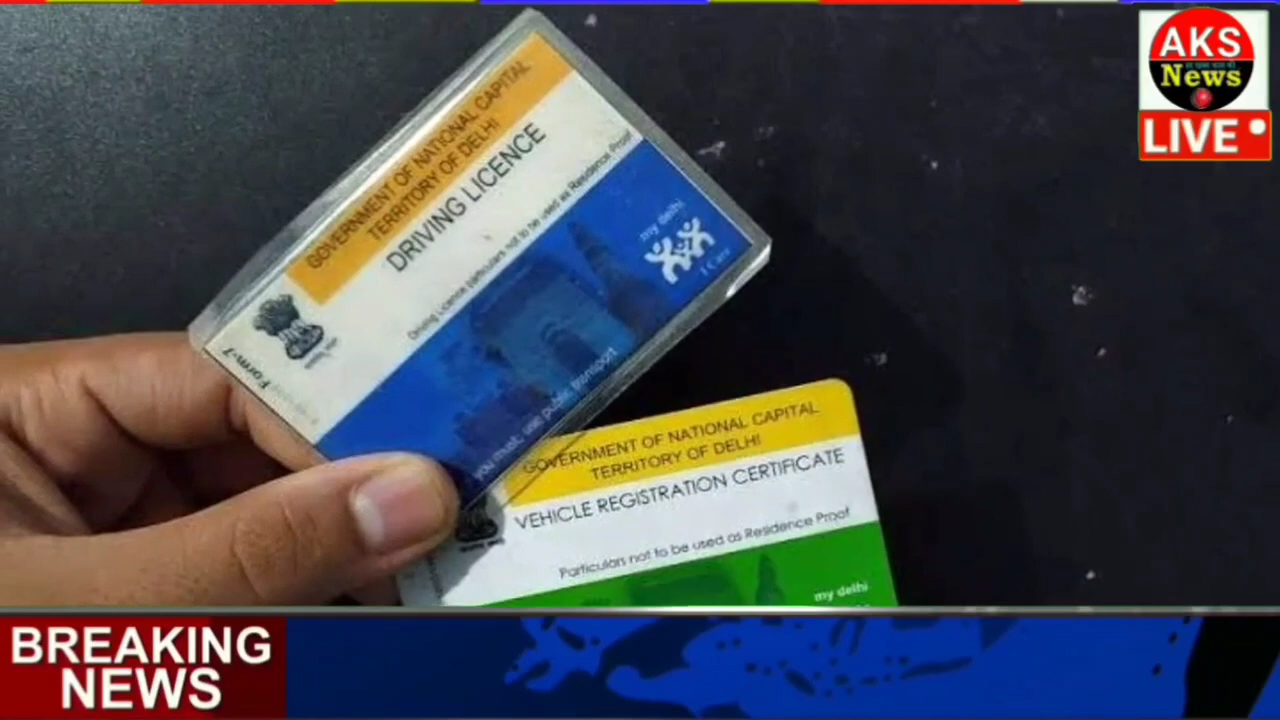 AKS
News
LIVE
GOVERNMENT OF NATIONAL CAPITAL
TERRITORY OF DELHI
DRIVING LICENCE
Driving Licence particulars not to be used as Residence Proof
my delhi
I Care
Form-7
you must, use public transport
GOVERNMENT OF NATIONAL CAPITAL
TERRITORY OF DELHI
VEHICLE REGISTRATION CERTIFICATE
Particulars not to be used as Residence Proof
my delhi
BREAKING
NEWS